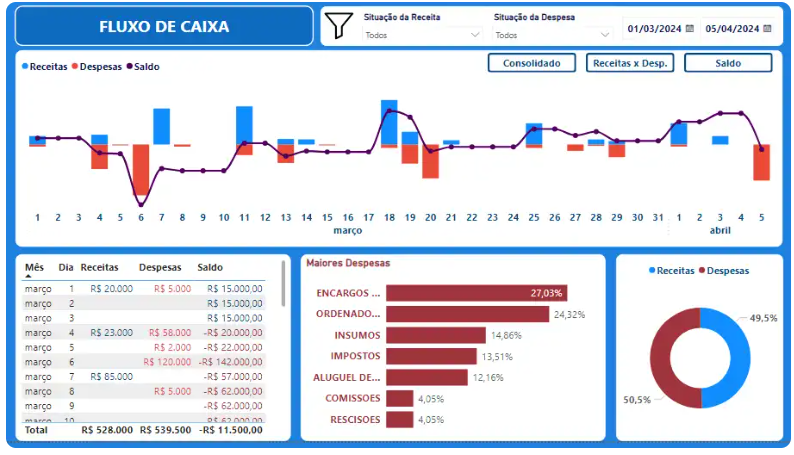 FLUXO DE CAIXA
Situação da Receita
Todos
Situação da Despesa
Todos
01/03/2024 05/04/2024
Receitas Despesas Saldo
Consolidado Receitas x Desp. Saldo
1 2 3 4 5 6 7 8 9 10 11 12 13 14 15 16 17 18 19 20 21 22 23 24 25 26 27 28 29 30 31 1 2 3 4 5
março abril
Mês Dia Receitas Despesas Saldo
março 1 R$ 20.000 R$ 5.000 R$ 15.000,00
março 2 R$ 15.000,00
março 3 R$ 15.000,00
março 4 R$ 23.000 R$ 58.000 -R$ 20.000,00
março 5 R$ 2.000 -R$ 22.000,00
março 6 R$ 120.000 -R$ 142.000,00
março 7 R$ 85.000 -R$ 57.000,00
março 8 R$ 5.000 -R$ 62.000,00
março 9 -R$ 62.000,00
março 10 -R$ 62.000,00
Total R$ 528.000 R$ 539.500 -R$ 11.500,00
Maiores Despesas
ENCARGOS ... 27,03%
ORDENADO... 24,32%
INSUMOS 14,86%
IMPOSTOS 13,51%
ALUGUEL DE... 12,16%
COMISSOES 4,05%
RESCISOES 4,05%
Receitas Despesas
49,5%
50,5%